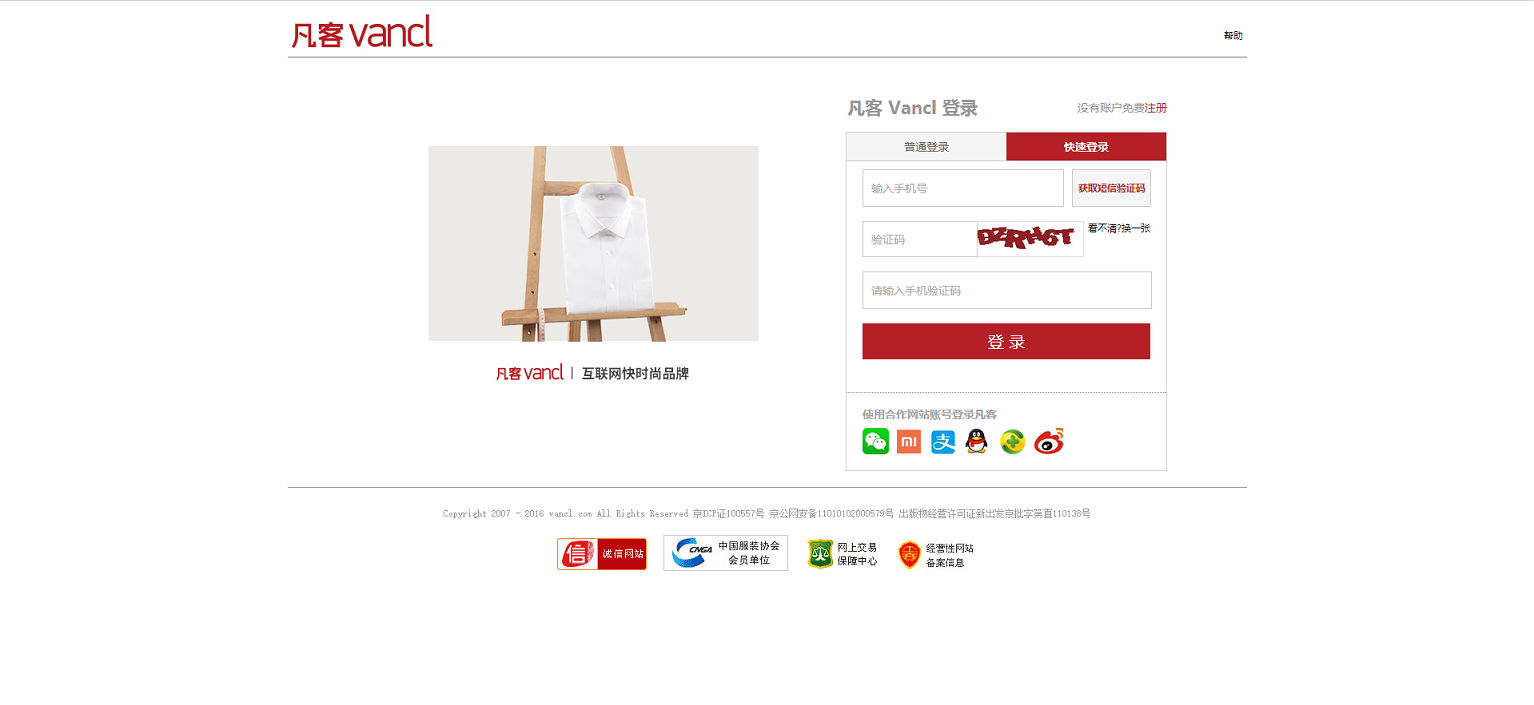 凡客 vancl
帮助
凡客 Vancl 登录
没有账户免费注册
普通登录
快速登录
输入手机号
获取短信验证码
验证码
看不清?换一张
请输入手机验证码
登 录
凡客 vancl | 互联网快时尚品牌
使用合作网站账号登录凡客
Copyright 2007 - 2016 vancl.com All Rights Reserved 京ICP证100557号 京公网安备11010102000579号 出版物经营许可证新出发京批字第直110138号
信 诚信网站
CNGA 中国服装协会
会员单位
网上交易
保障中心
经营性网站
备案信息